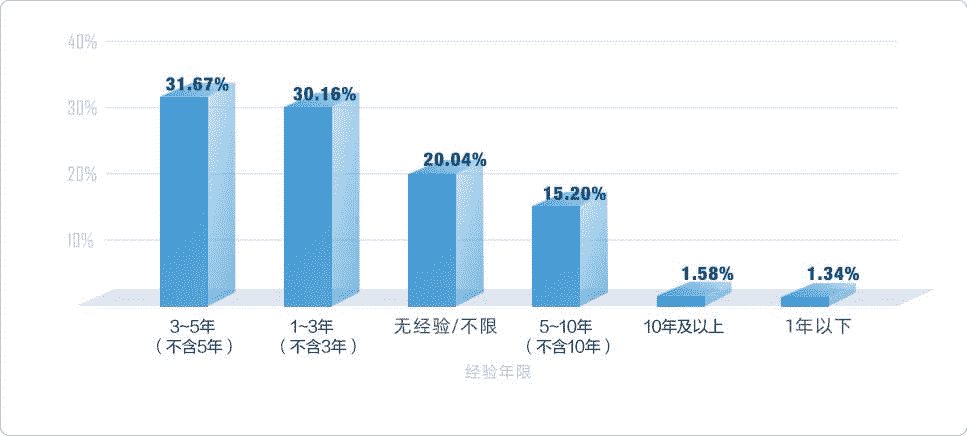 40%
30%
20%
10%
31.67%
30.16%
20.04%
15.20%
1.58%
1.34%
3~5年
（不含5年）
1~3年
（不含3年）
无经验/不限
5~10年
（不含10年）
10年及以上
1年以下
经验年限